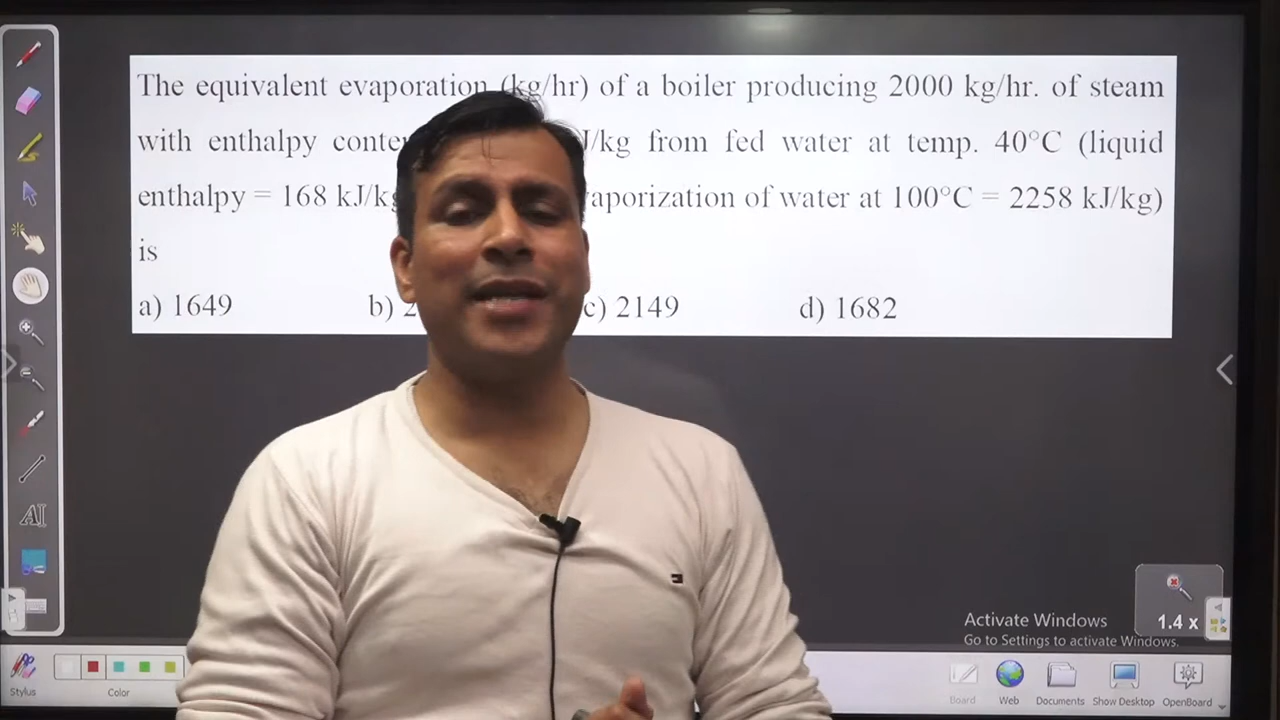 The equivalent evaporation (kg/hr) of a boiler producing 2000 kg/hr. of steam
with enthalpy J/kg from fed water at temp. 40°C (liquid
enthalpy = 168 kJ/kg of water at 100°C = 2258 kJ/kg)
is
a) 1649 b) 2 c) 2149 d) 1682
AI
1.4 x
Activate Windows
Go to Settings to activate Windows.
Stylus Color Board Web Documents Show Desktop OpenBoard